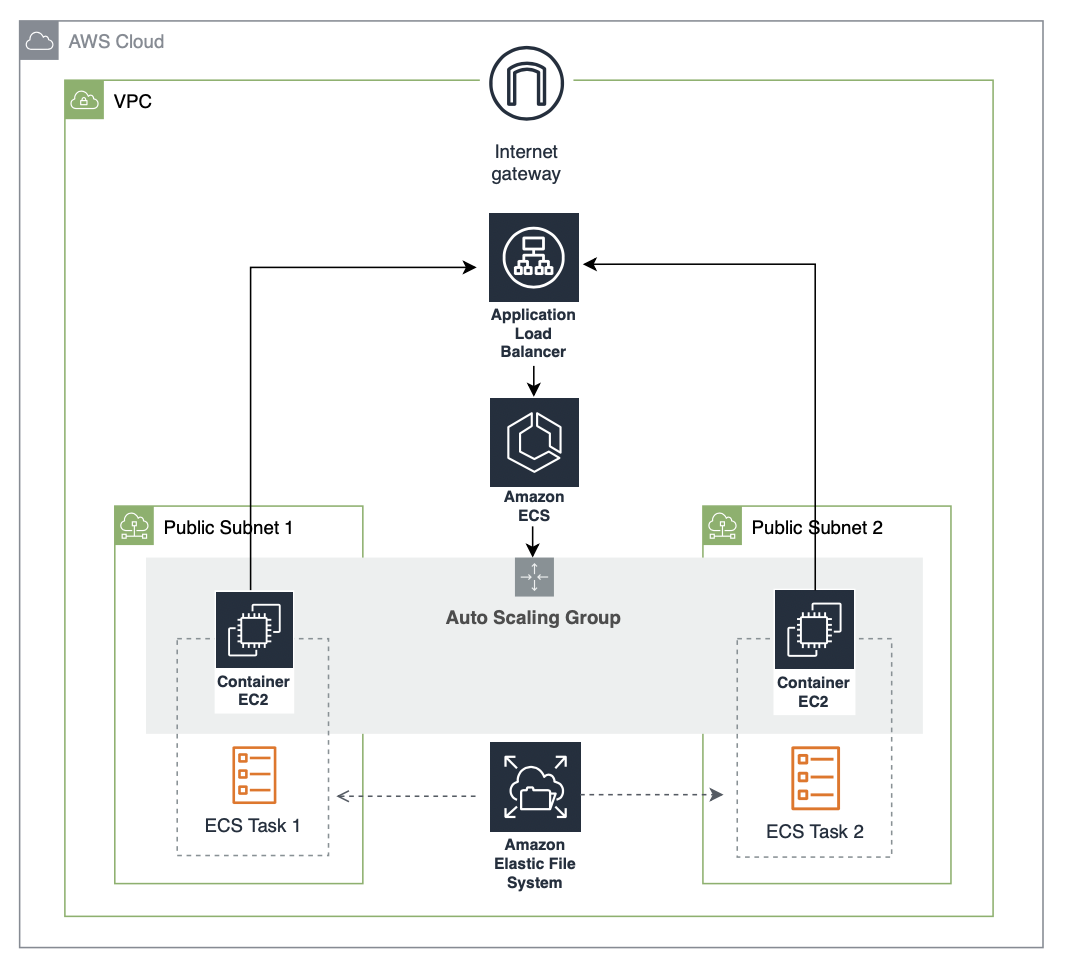 AWS Cloud
VPC
Internet
gateway
Application
Load
Balancer
Amazon
ECS
Public Subnet 1
Public Subnet 2
Auto Scaling Group
Container
EC2
Container
EC2
ECS Task 1
ECS Task 2
Amazon
Elastic File
System